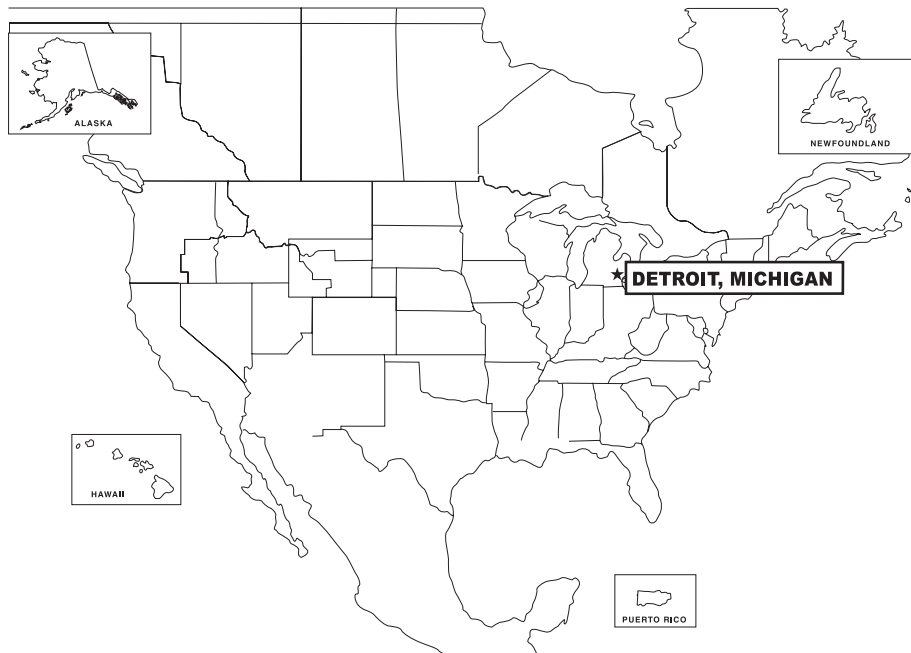 ALASKA
NEWFOUNDLAND
DETROIT, MICHIGAN
HAWAII
PUERTO RICO